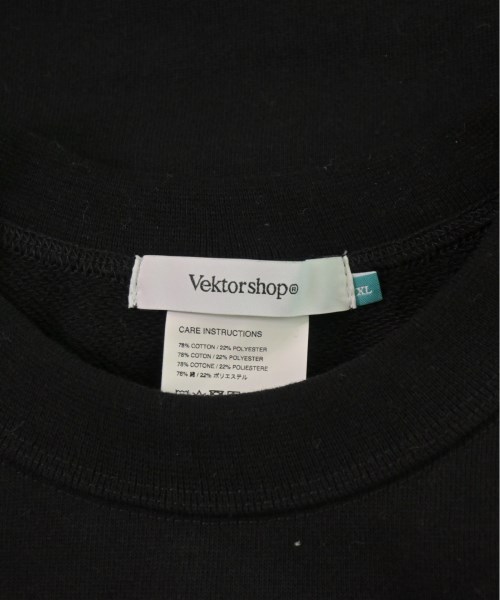 Vektorshop®
XL
CARE INSTRUCTIONS
78% COTTON / 22% POLYESTER
78% COTON / 22% POLYESTER
78% COTONE / 22% POLIESTERE
78% 綿 / 22% ポリエステル